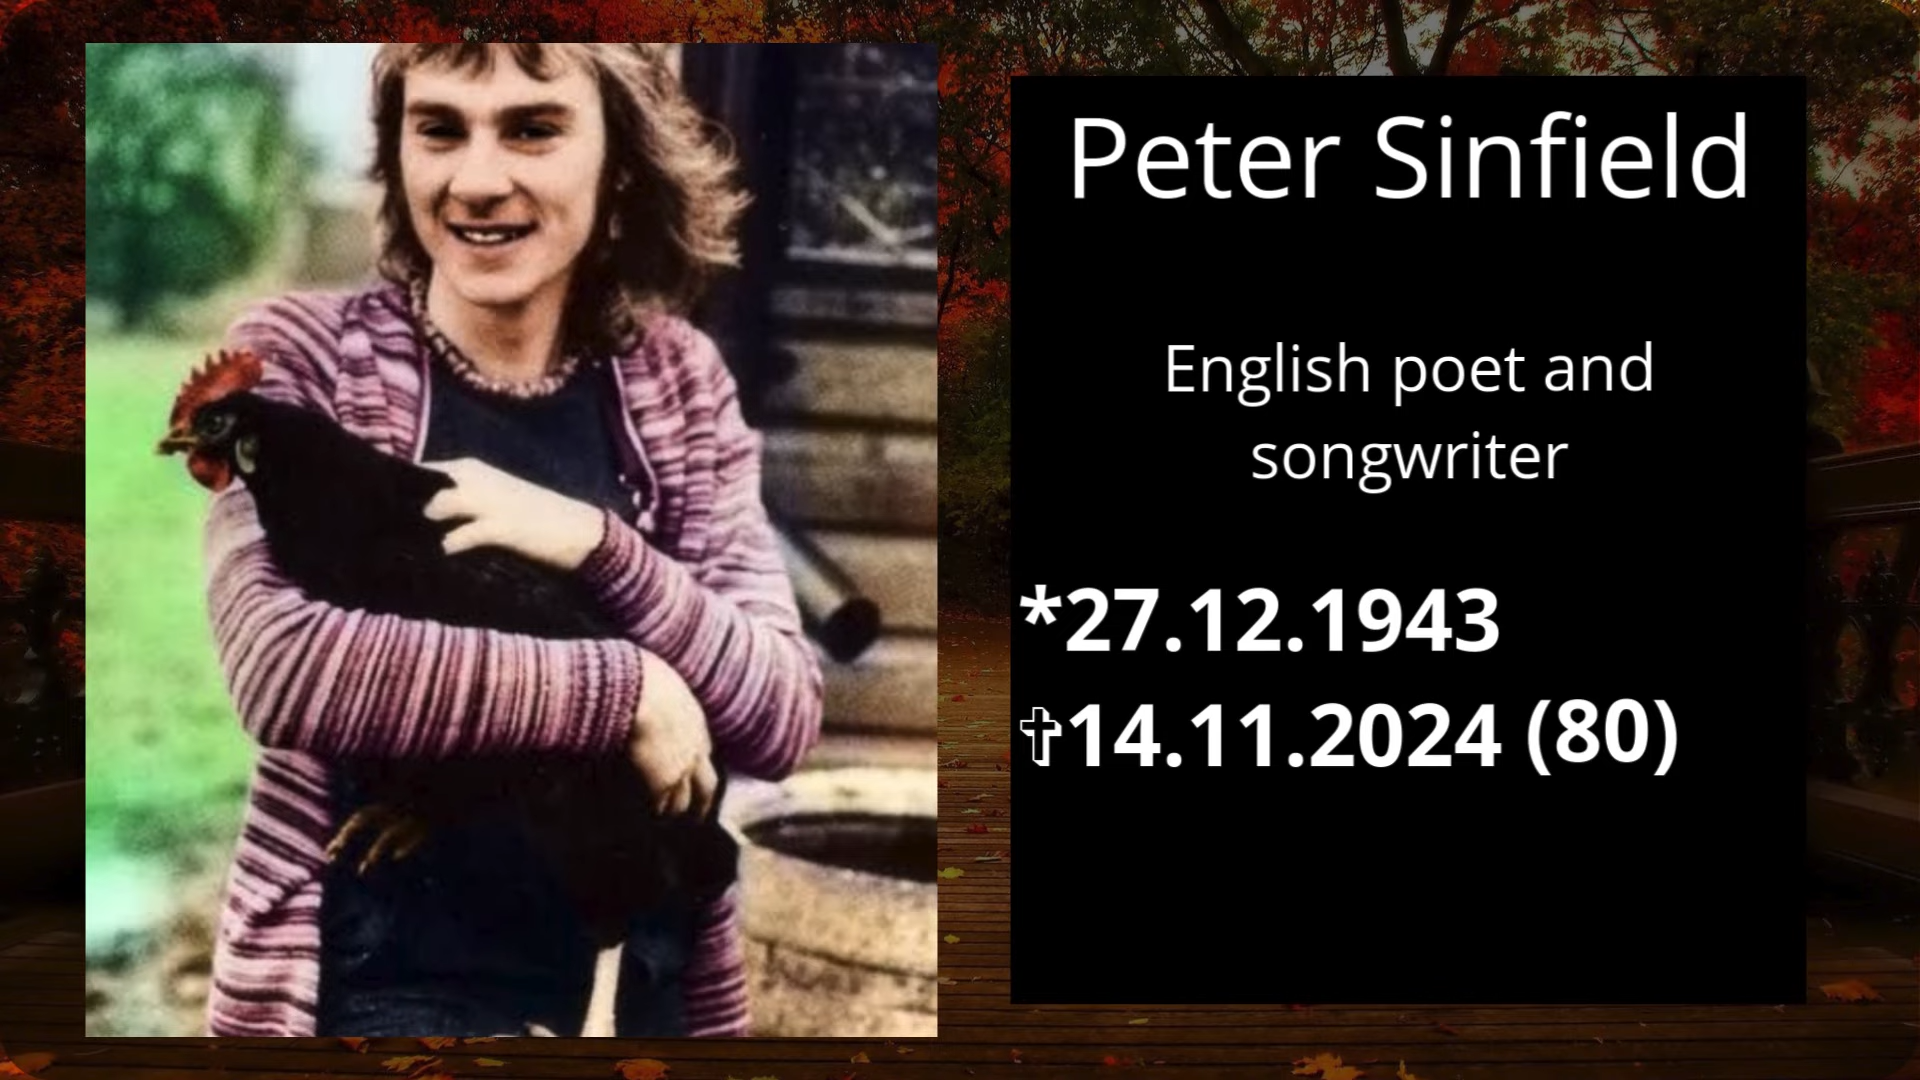 Peter Sinfield
English poet and
songwriter
*27.12.1943
✞14.11.2024 (80)